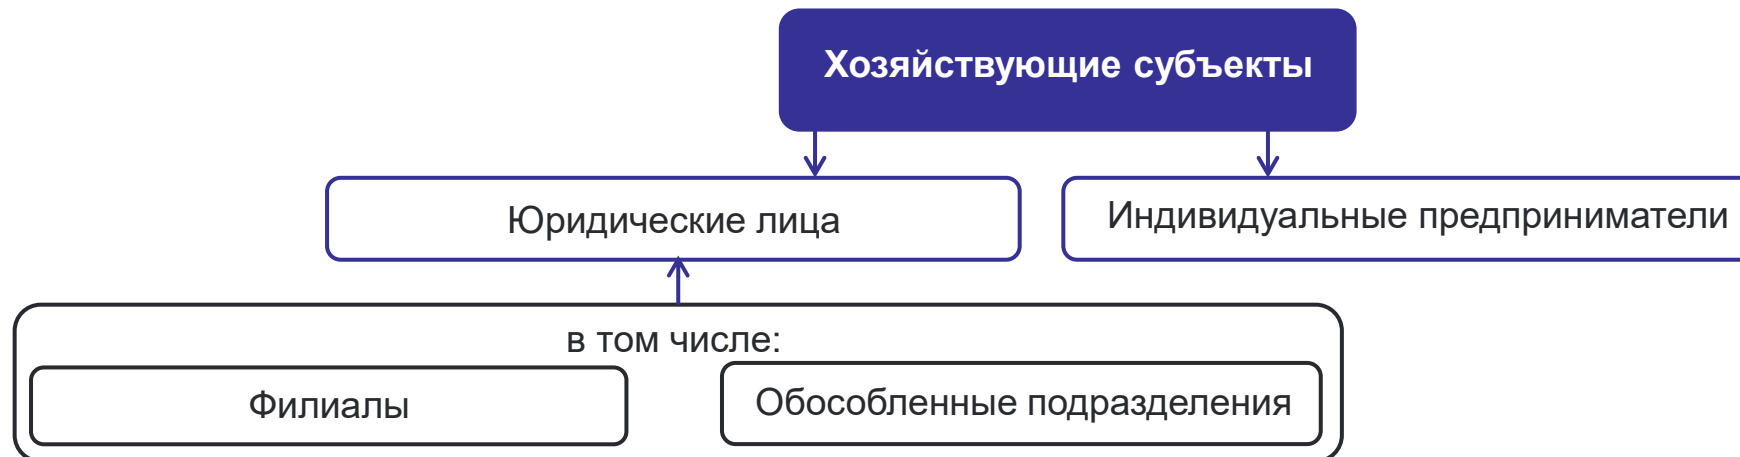 Хозяйствующие субъекты
Юридические лица
Индивидуальные предприниматели
в том числе:
Филиалы
Обособленные подразделения